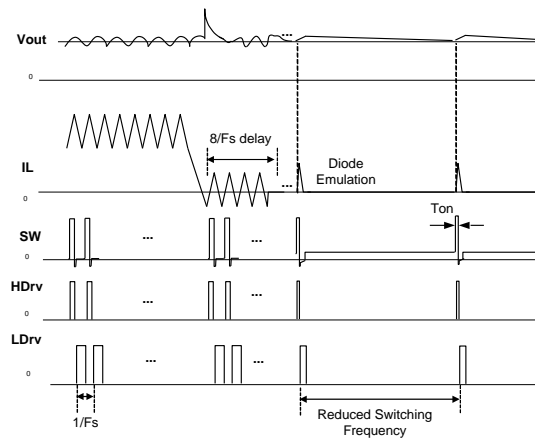 Vout
...
0
8/Fs delay
IL
...
Diode
Emulation
0
Ton
SW
...
...
0
HDrv
...
...
0
LDrv
...
...
0
1/Fs
Reduced Switching
Frequency